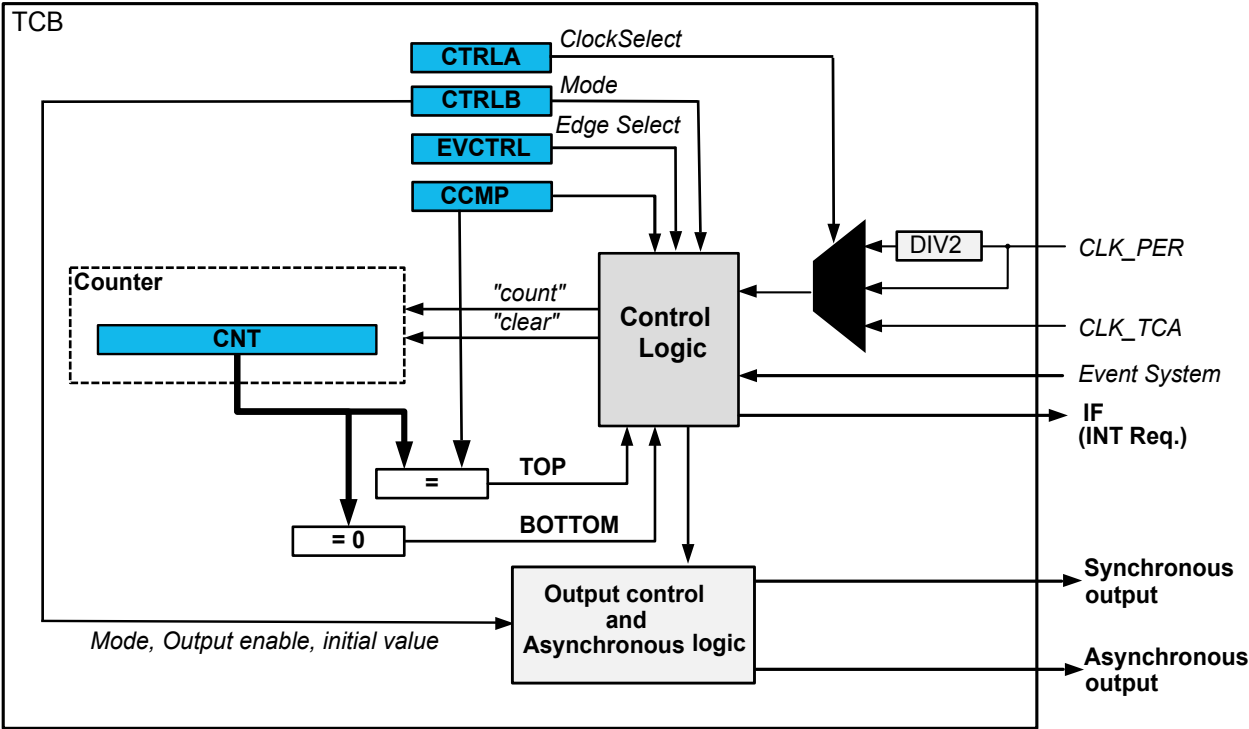 TCB
CTRLA
ClockSelect
CTRLB
Mode
EVCTRL
Edge Select
CCMP
DIV2
CLK_PER
Counter
"count"
CNT
"clear"
Control
Logic
CLK_TCA
Event System
IF
(INT Req.)
=
TOP
= 0
BOTTOM
Output control
and
Asynchronous logic
Synchronous
output
Mode, Output enable, initial value
Asynchronous
output